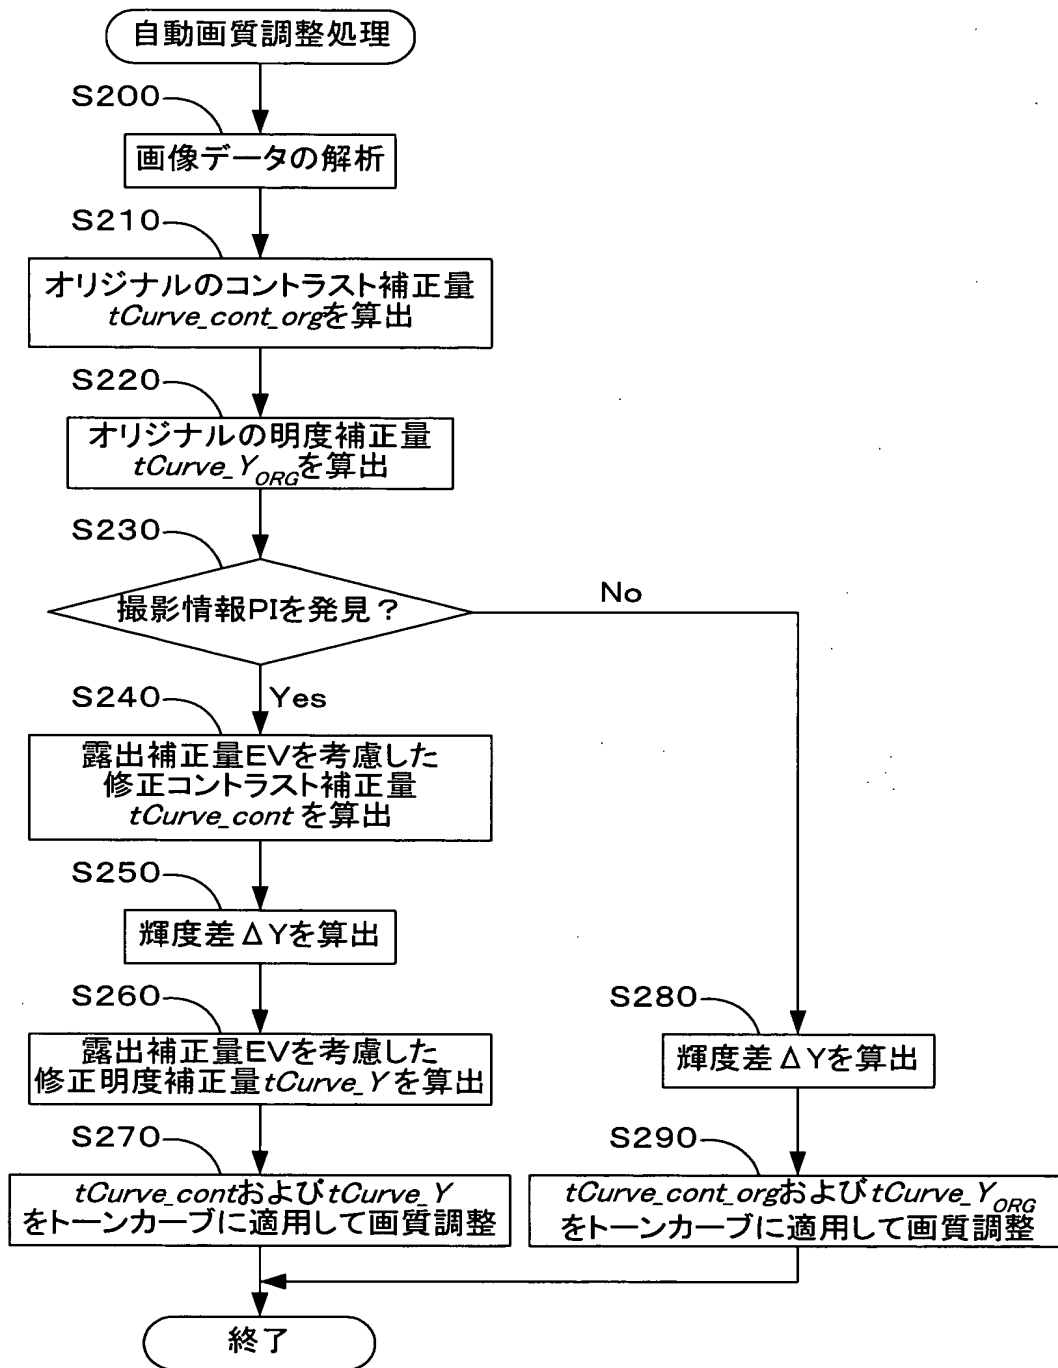 自動画質調整処理
S200
画像データの解析
S210
オリジナルのコントラスト補正量
tCurve_cont_orgを算出
S220
オリジナルの明度補正量
tCurve_Y_ORGを算出
S230
撮影情報PIを発見？
No
Yes
S240
露出補正量EVを考慮した
修正コントラスト補正量
tCurve_cont を算出
S250
輝度差ΔYを算出
S260
露出補正量EVを考慮した
修正明度補正量tCurve_Y を算出
S270
tCurve_contおよびtCurve_Y
をトーンカーブに適用して画質調整
S280
輝度差ΔYを算出
S290
tCurve_cont_orgおよびtCurve_Y_ORG
をトーンカーブに適用して画質調整
終了